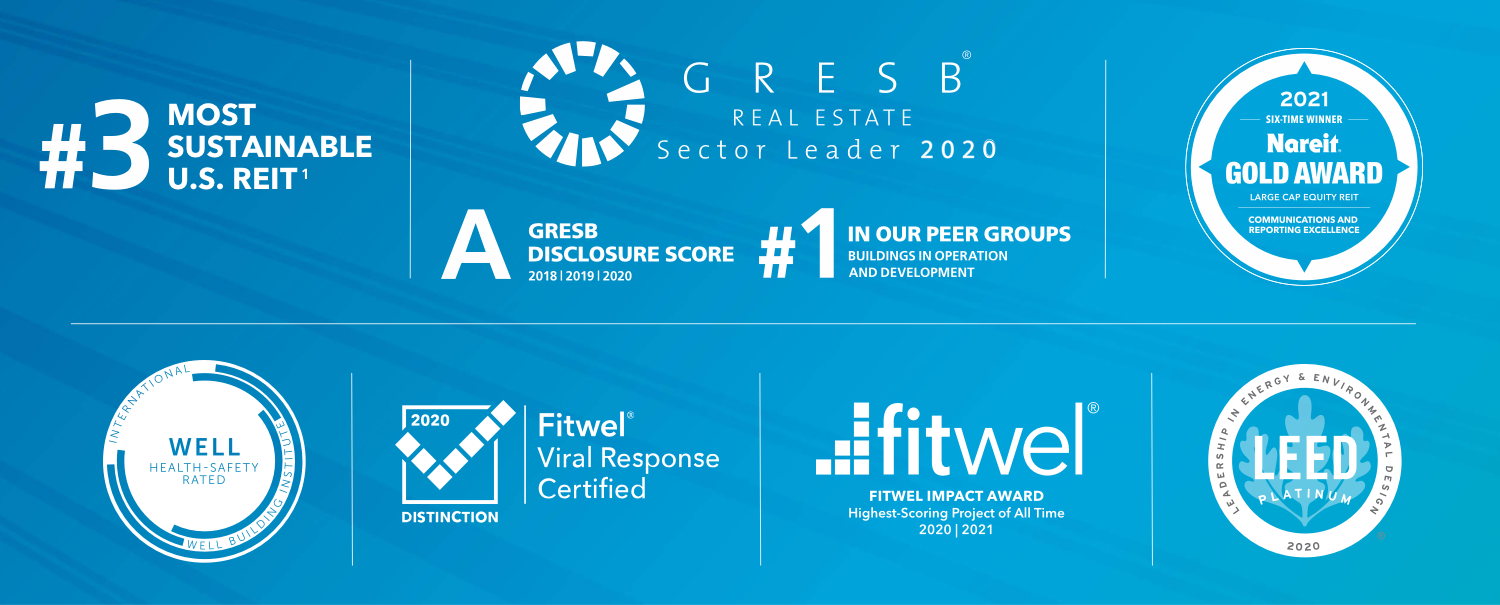 #3 MOST
SUSTAINABLE
U.S. REIT¹
GRESB®
REAL ESTATE
Sector Leader 2020
A GRESB
DISCLOSURE SCORE
2018 | 2019 | 2020
#1 IN OUR PEER GROUPS
BUILDINGS IN OPERATION
AND DEVELOPMENT
2021
SIX-TIME WINNER
Nareit.
GOLD AWARD
LARGE CAP EQUITY REIT
COMMUNICATIONS AND
REPORTING EXCELLENCE
INTERNATIONAL
WELL BUILDING INSTITUTE
WELL
HEALTH-SAFETY
RATED
2020
DISTINCTION
Fitwel®
Viral Response
Certified
fitwel®
FITWEL IMPACT AWARD
Highest-Scoring Project of All Time
2020 | 2021
LEADERSHIP IN ENERGY & ENVIRONMENTAL DESIGN
LEED
PLATINUM
2020
®